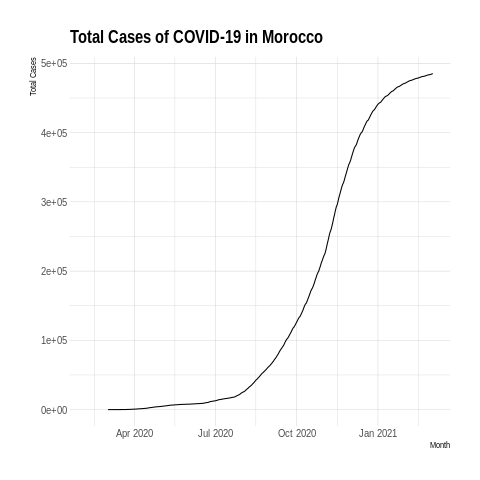 Total Cases of COVID-19 in Morocco
Total Cases
5e+05
4e+05
3e+05
2e+05
1e+05
0e+00
Apr 2020 Jul 2020 Oct 2020 Jan 2021
Month